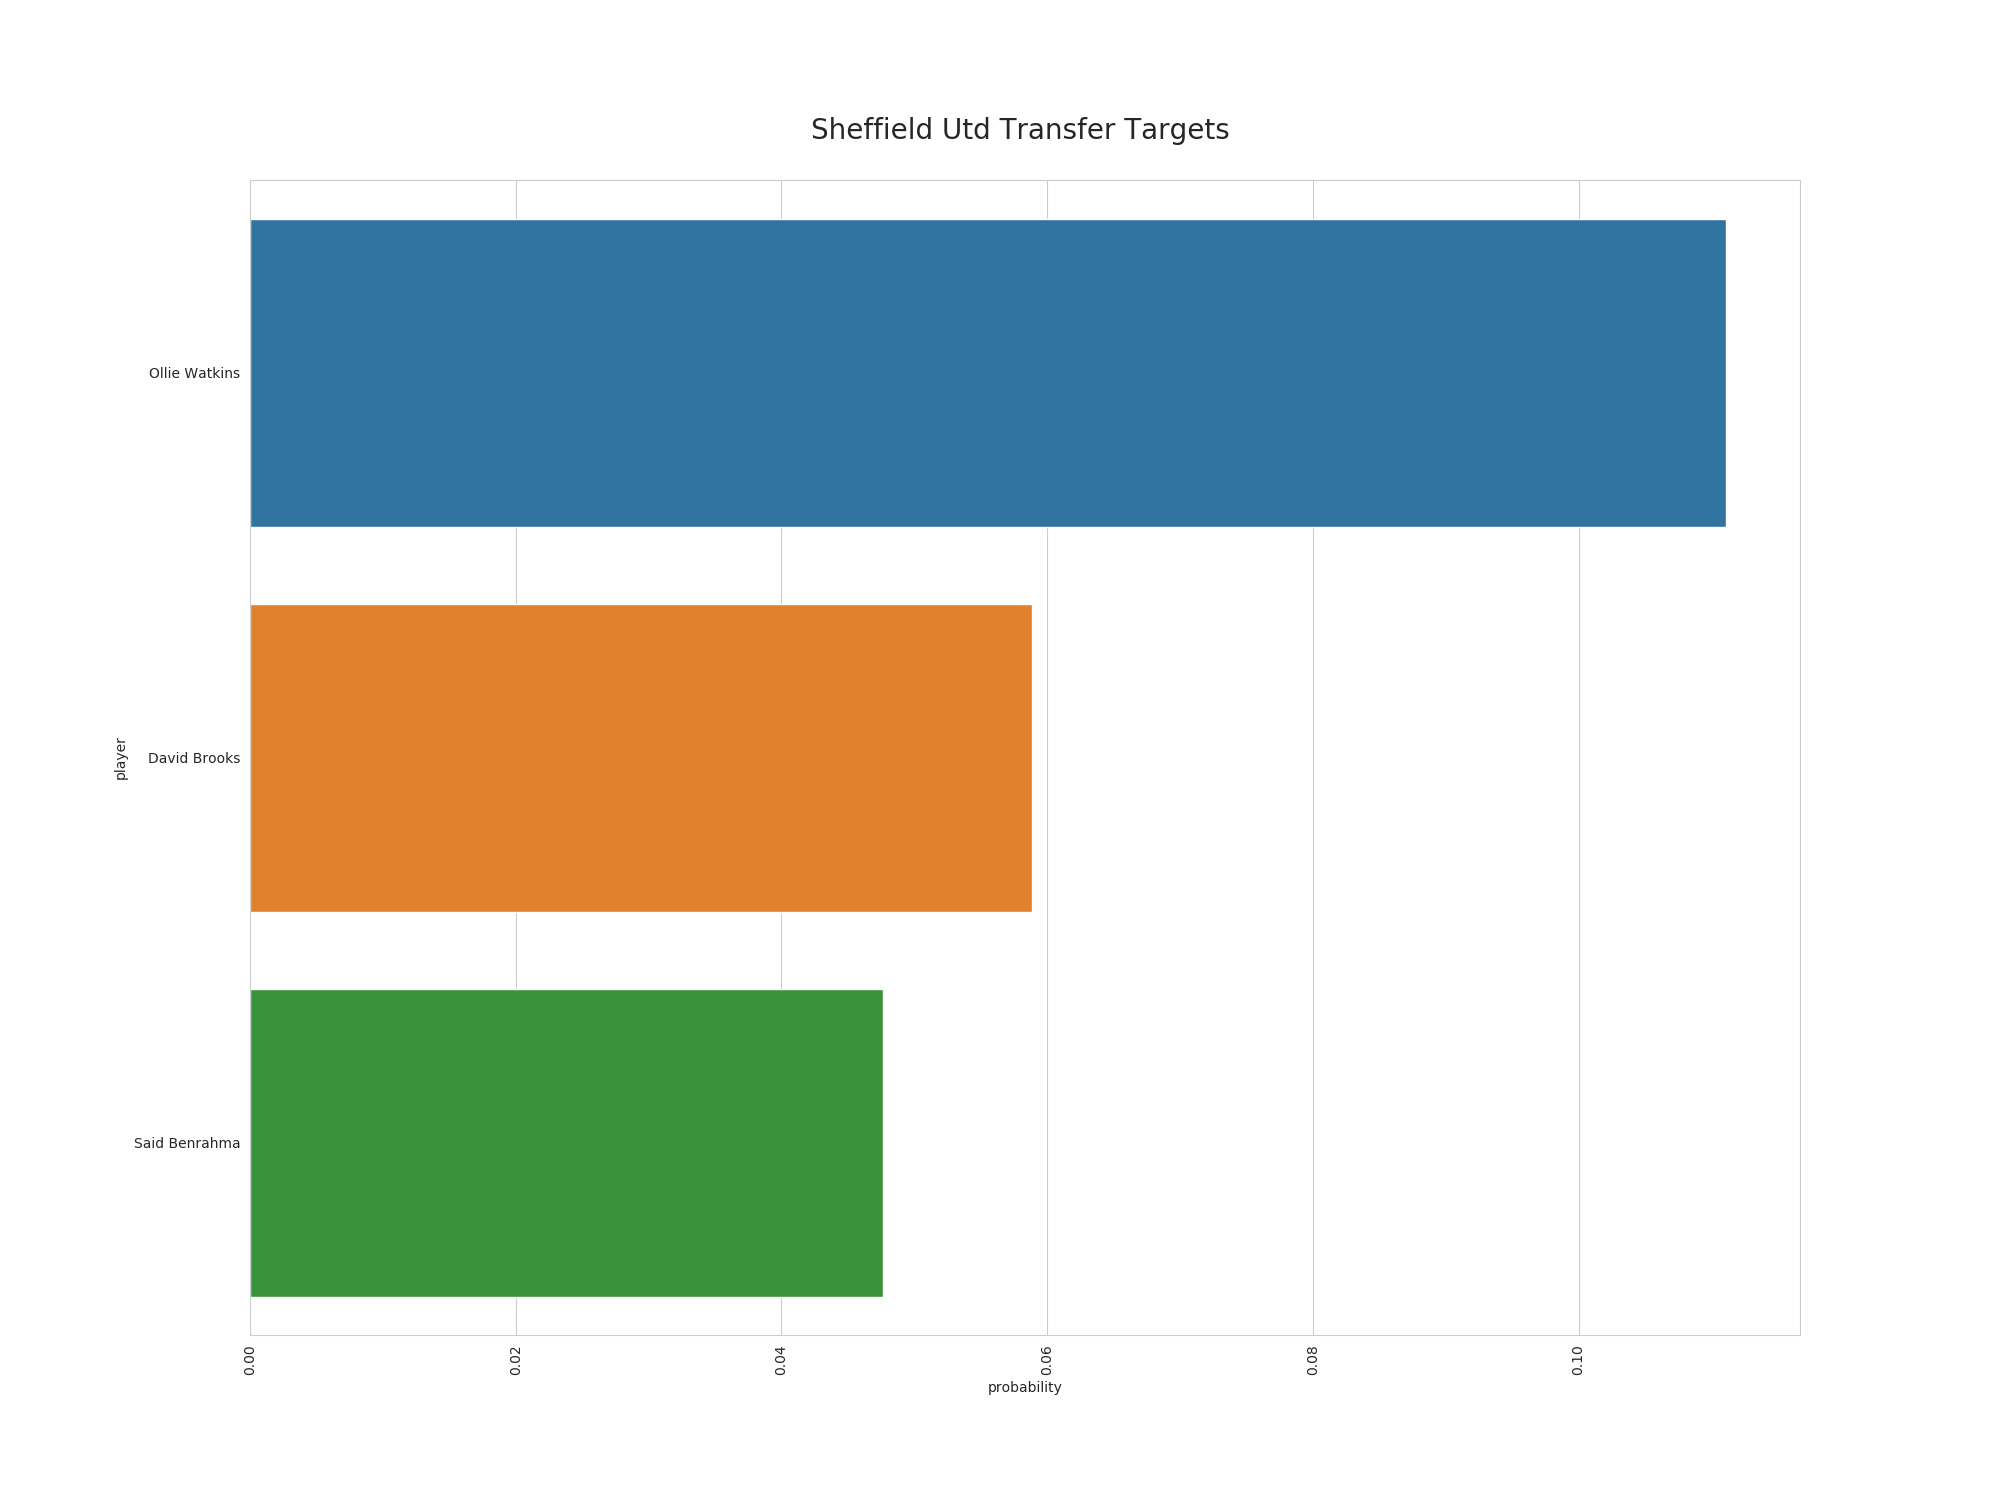 Sheffield Utd Transfer Targets
Ollie Watkins
David Brooks
Said Benrahma
player
0.00
0.02
0.04
0.06
0.08
0.10
probability